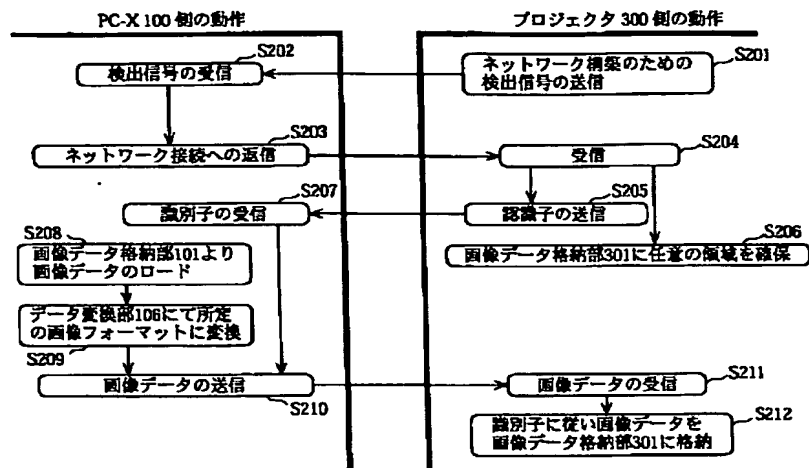 PC-X 100 側の動作
プロジェクタ 300 側の動作
S201
ネットワーク構築のための
検出信号の送信
S202
検出信号の受信
S203
ネットワーク接続への返信
S204
受信
S205
認識子の送信
S206
画像データ格納部301に任意の領域を確保
S207
識別子の受信
S208
画像データ格納部101より
画像データのロード
データ変換部106にて所定
の画像フォーマットに変換
S209
画像データの送信
S210
S211
画像データの受信
S212
識別子に従い画像データを
画像データ格納部301に格納